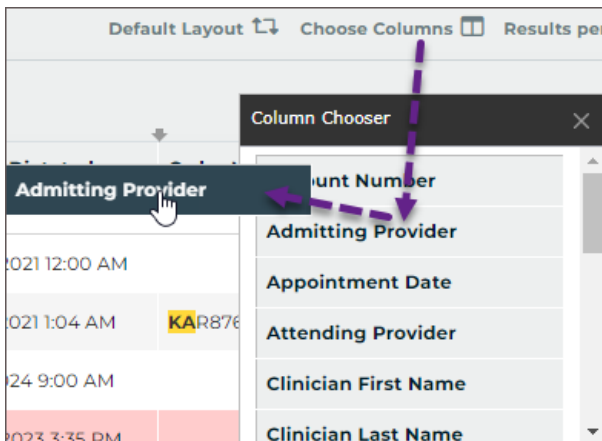 Default Layout Choose Columns Results per
Column Chooser
Admitting Provider
Number
Admitting Provider
2021 12:00 AM
Appointment Date
2021 1:04 AM KAR876
Attending Provider
9:00 AM
Clinician First Name
2023 3:35 PM
Clinician Last Name